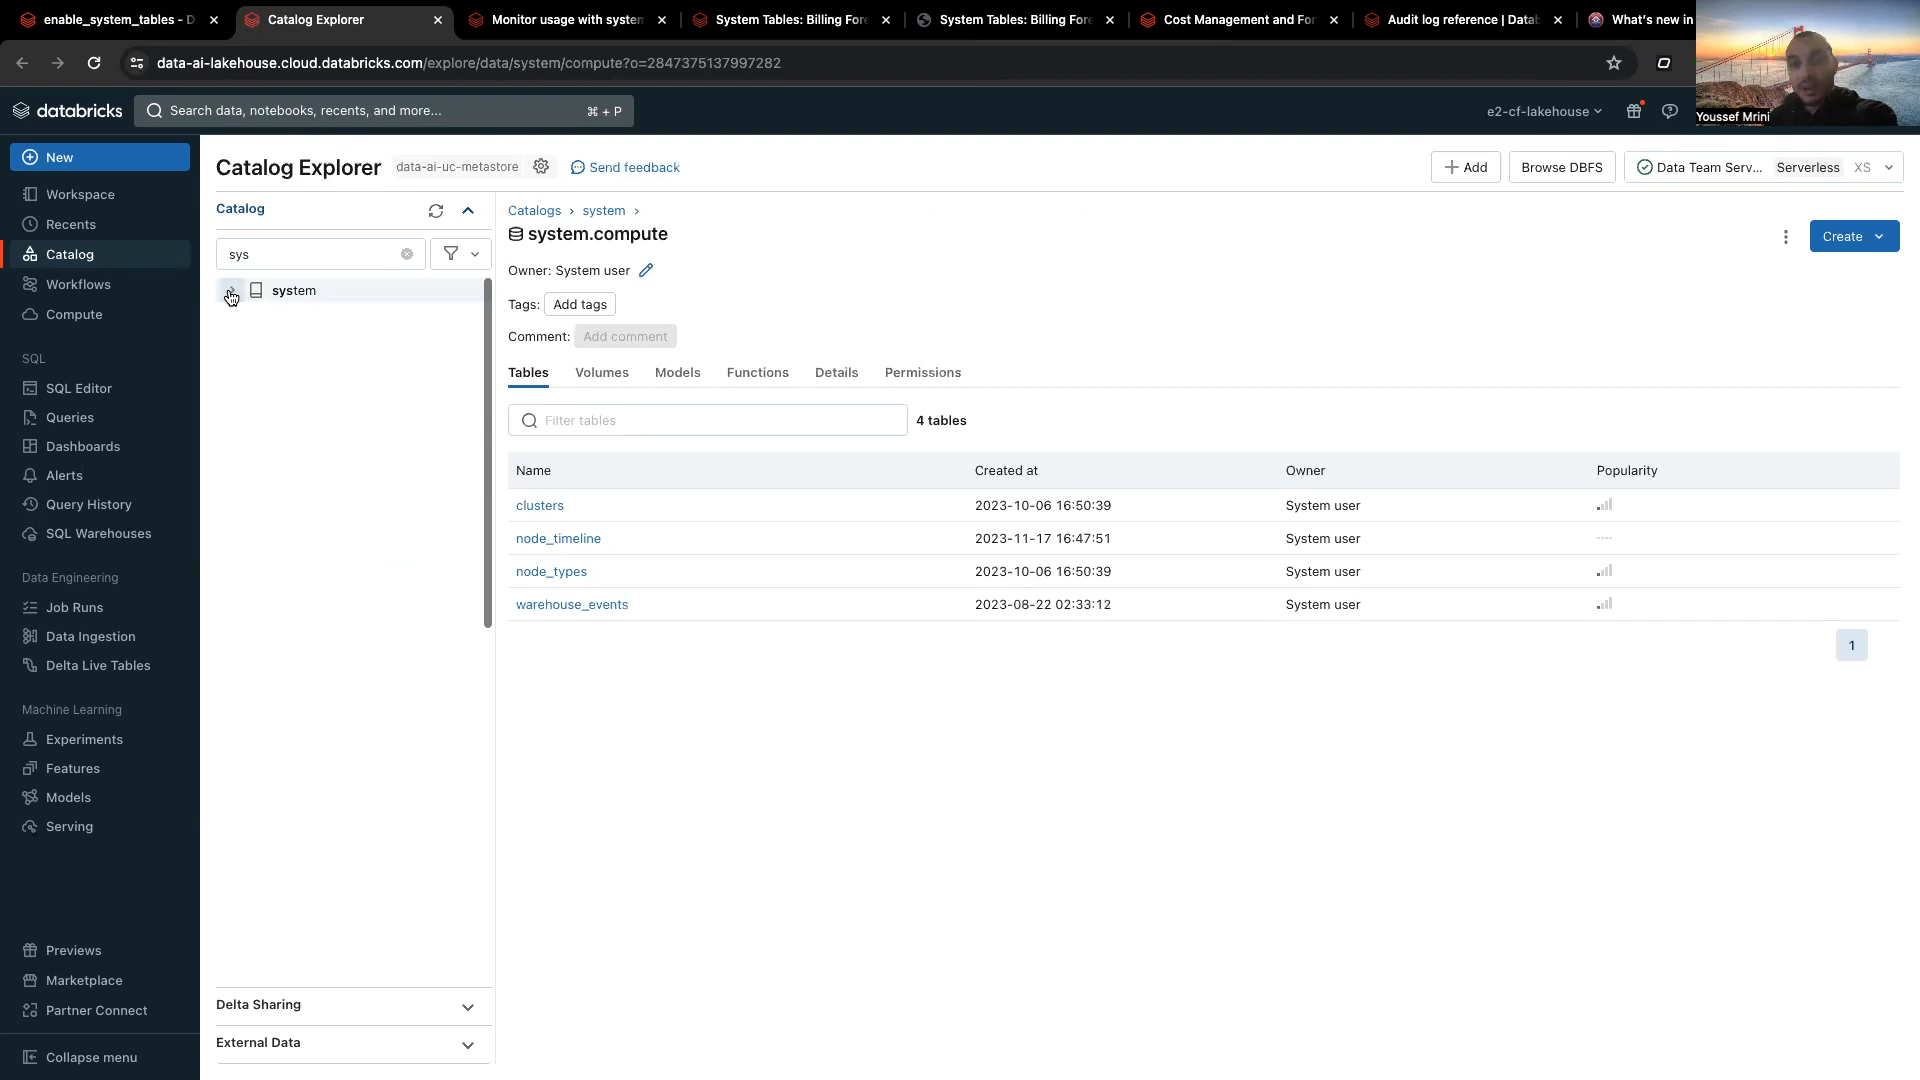 enable_system_tables - D
Catalog Explorer
Monitor usage with system
System Tables: Billing Fore
System Tables: Billing Fore
Cost Management and For
Audit log reference | Datab
What's new in
data-ai-lakehouse.cloud.databricks.com/explore/data/system/compute?o=2847375137997282
Youssef Mrini
databricks
Search data, notebooks, recents, and more...
⌘ + P
e2-cf-lakehouse
New
Workspace
Recents
Catalog
Workflows
Compute
SQL
SQL Editor
Queries
Dashboards
Alerts
Query History
SQL Warehouses
Data Engineering
Job Runs
Data Ingestion
Delta Live Tables
Machine Learning
Experiments
Features
Models
Serving
Previews
Marketplace
Partner Connect
Collapse menu
Catalog Explorer
data-ai-uc-metastore
Send feedback
Add
Browse DBFS
Data Team Serv... Serverless XS
Catalog
sys
system
Delta Sharing
External Data
Catalogs › system ›
system.compute
Create
Owner: System user
Tags: Add tags
Comment: Add comment
Tables Volumes Models Functions Details Permissions
Filter tables
4 tables
Name Created at Owner Popularity
clusters 2023-10-06 16:50:39 System user
node_timeline 2023-11-17 16:47:51 System user
node_types 2023-10-06 16:50:39 System user
warehouse_events 2023-08-22 02:33:12 System user
1